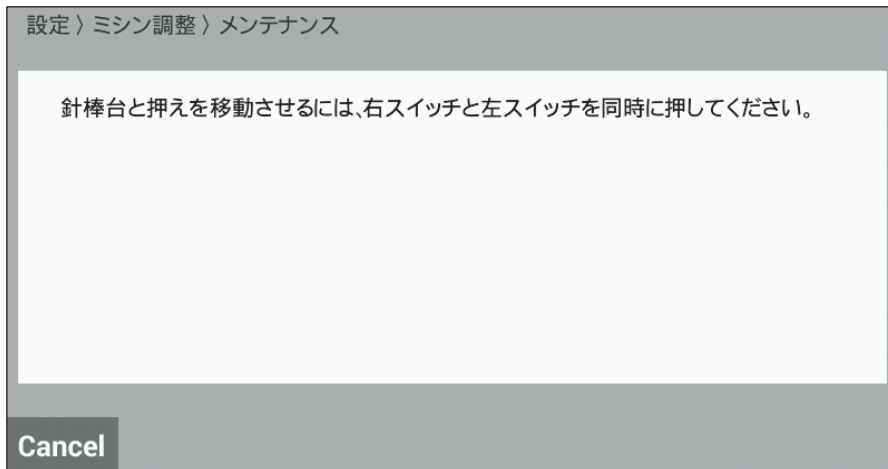 設定 〉 ミシン調整 〉 メンテナンス
針棒台と押えを移動させるには、右スイッチと左スイッチを同時に押してください。
Cancel